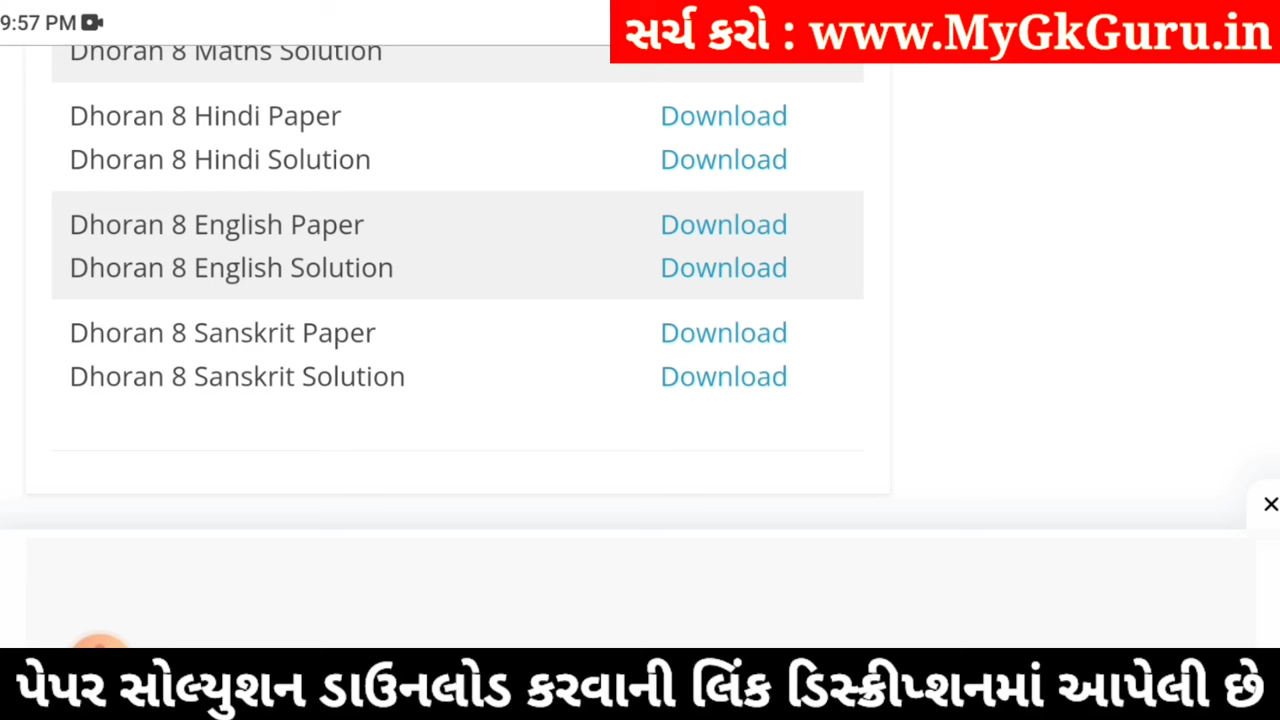 9:57 PM
સર્ચ કરો : www.MyGkGuru.in
Dhoran 8 Maths Solution
Dhoran 8 Hindi Paper Download
Dhoran 8 Hindi Solution Download
Dhoran 8 English Paper Download
Dhoran 8 English Solution Download
Dhoran 8 Sanskrit Paper Download
Dhoran 8 Sanskrit Solution Download
પેપર સોલ્યુશન ડાઉનલોડ કરવાની લિંક ડિસ્ક્રીપ્શનમાં આપેલી છે